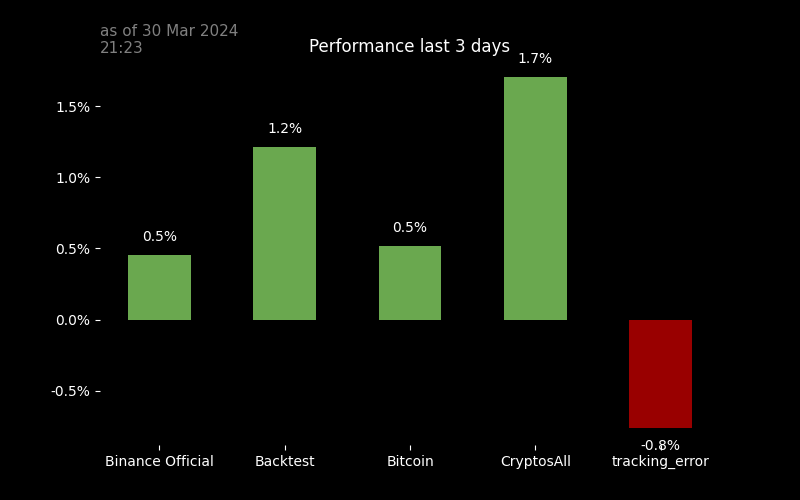 as of 30 Mar 2024
21:23
Performance last 3 days
1.7%
1.5%
1.2%
1.0%
0.5%
0.5%
0.5%
0.0%
-0.5%
-0.8%
Binance Official
Backtest
Bitcoin
CryptosAll
tracking_error